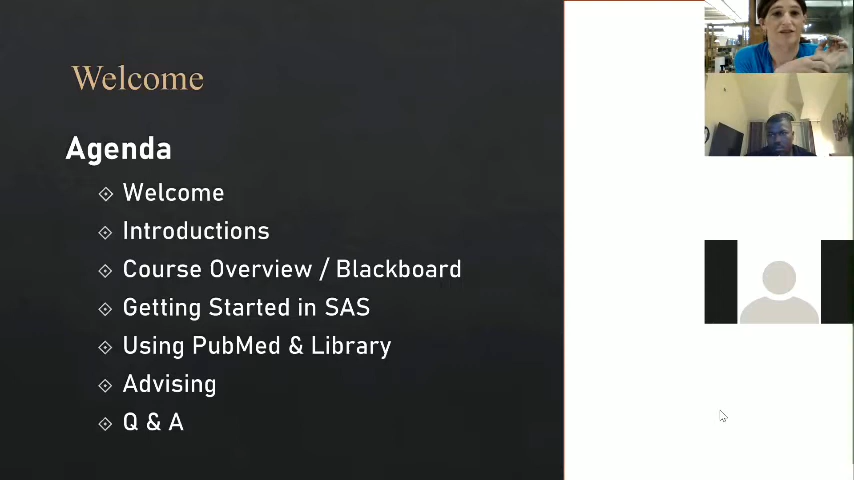 Welcome
Agenda
Welcome
Introductions
Course Overview / Blackboard
Getting Started in SAS
Using PubMed & Library
Advising
Q & A